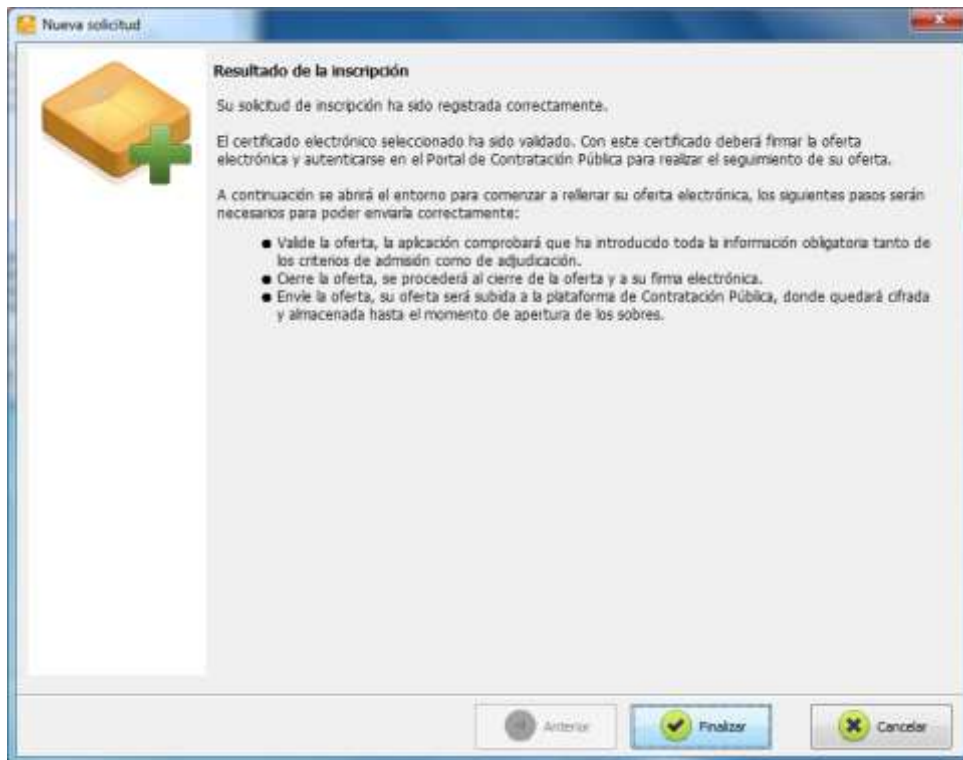 Nueva solicitud
Resultado de la inscripción
Su solicitud de inscripción ha sido registrada correctamente.
El certificado electrónico seleccionado ha sido validado. Con este certificado deberá firmar la oferta
electrónica y autenticarse en el Portal de Contratación Pública para realizar el seguimiento de su oferta.
A continuación se abrirá el entorno para comenzar a rellenar su oferta electrónica, los siguientes pasos serán
necesarios para poder enviarla correctamente:
● Valide la oferta, la aplicación comprobará que ha introducido toda la información obligatoria tanto de
los criterios de admisión como de adjudicación.
● Cierre la oferta, se procederá al cierre de la oferta y a su firma electrónica.
● Envíe la oferta, su oferta será subida a la plataforma de Contratación Pública, donde quedará cifrada
y almacenada hasta el momento de apertura de los sobres.
Anterior Finalizar Cancelar